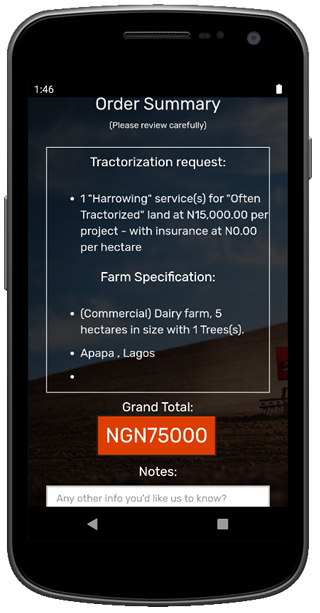 1:46
Order Summary
(Please review carefully)
Tractorization request:
• 1 "Harrowing" service(s) for "Often
Tractorized" land at N15,000.00 per
project - with insurance at N0.00
per hectare
Farm Specification:
• (Commercial) Dairy farm, 5
hectares in size with 1 Trees(s).
• Apapa , Lagos
•
Grand Total:
NGN75000
Notes:
Any other info you'd like us to know?